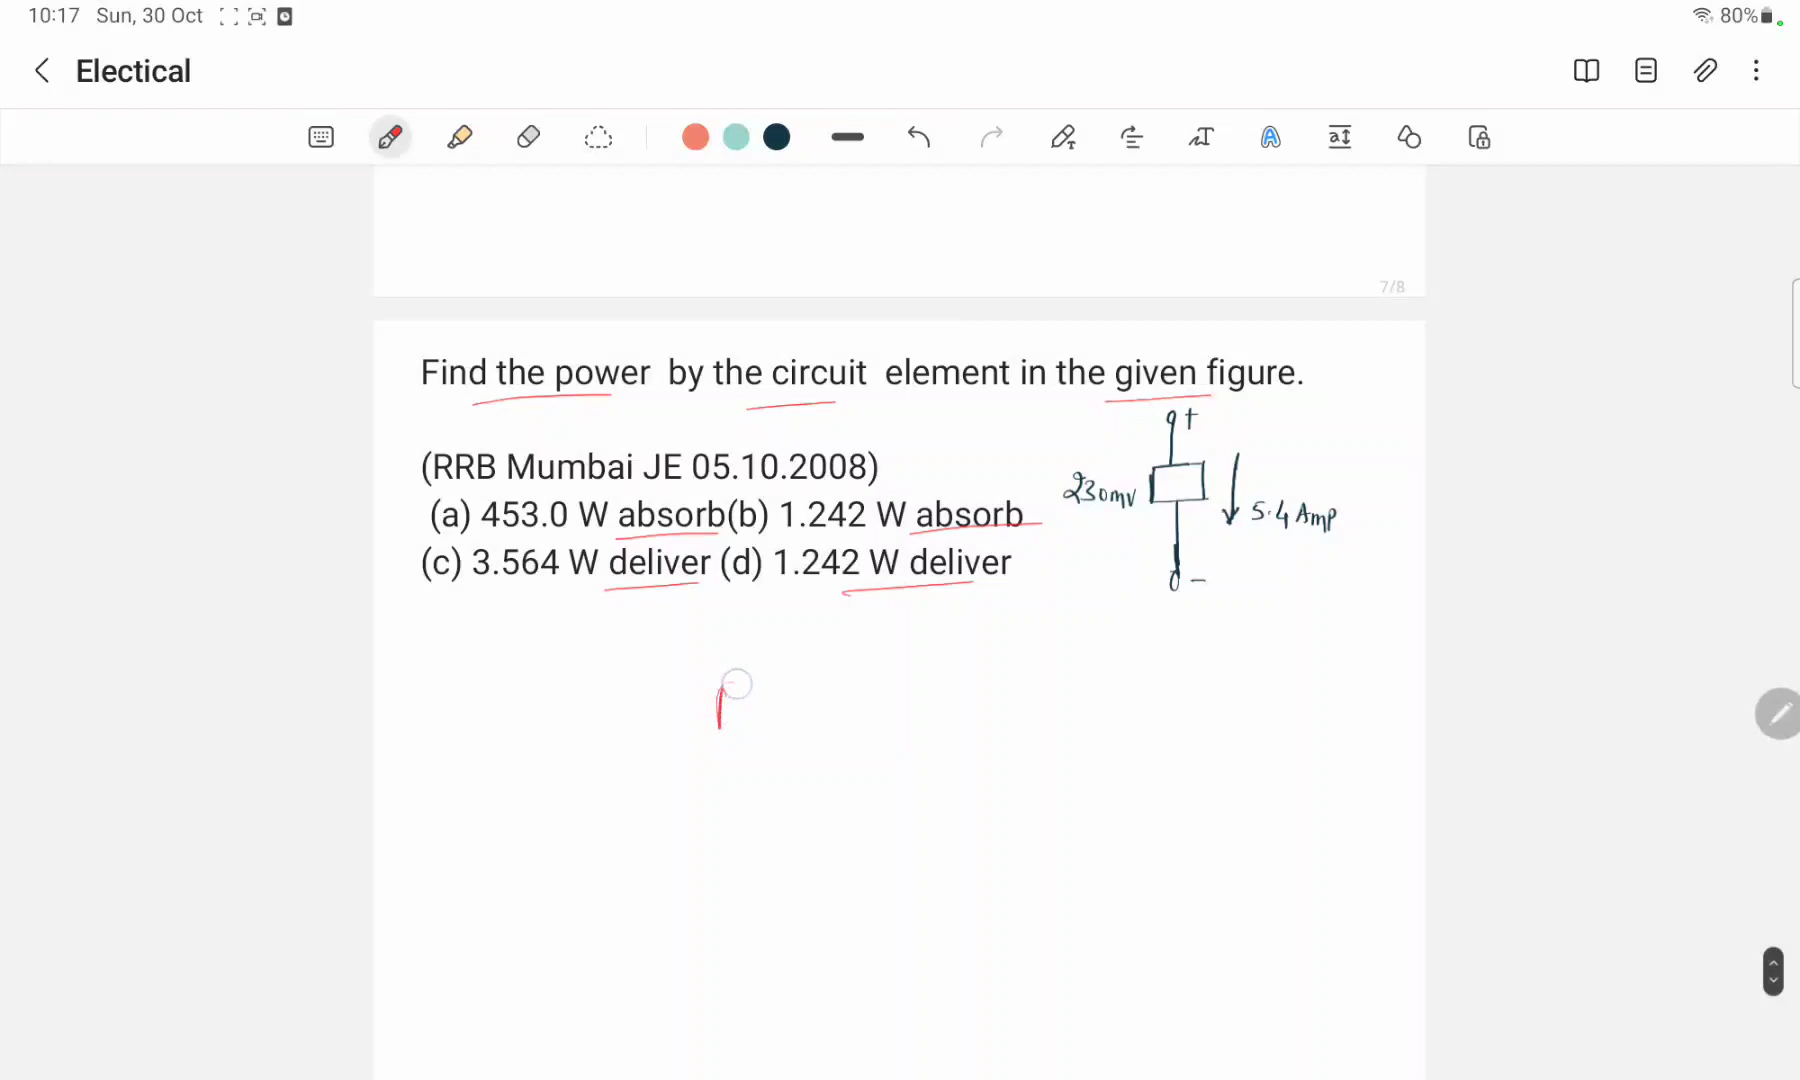 10:17 Sun, 30 Oct
80%
Electical
7/8
Find the power by the circuit element in the given figure.
+
(RRB Mumbai JE 05.10.2008)
230mv
(a) 453.0 W absorb(b) 1.242 W absorb
5.4 Amp
(c) 3.564 W deliver (d) 1.242 W deliver
-